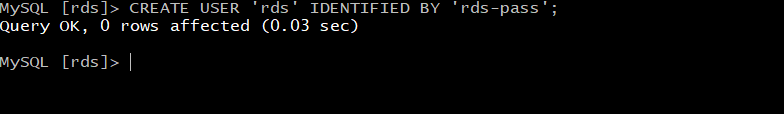 MySQL [rds]> CREATE USER 'rds' IDENTIFIED BY 'rds-pass';
Query OK, 0 rows affected (0.03 sec)
MySQL [rds]>